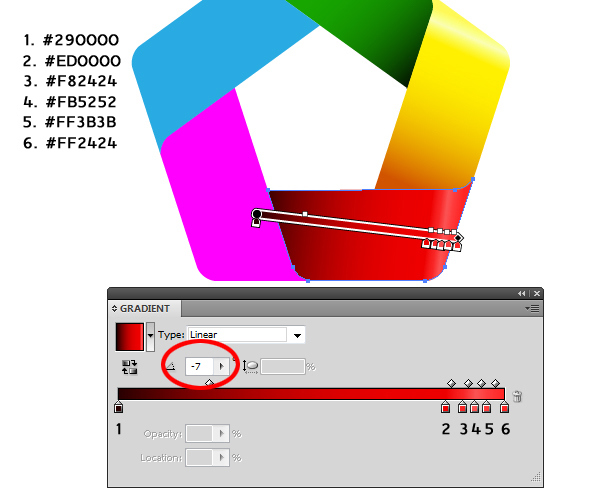 1. #290000
2. #ED0000
3. #F82424
4. #FB5252
5. #FF3B3B
6. #FF2424
GRADIENT
Type: Linear
-7 ° %
1 2 3 4 5 6
Opacity: %
Location: %